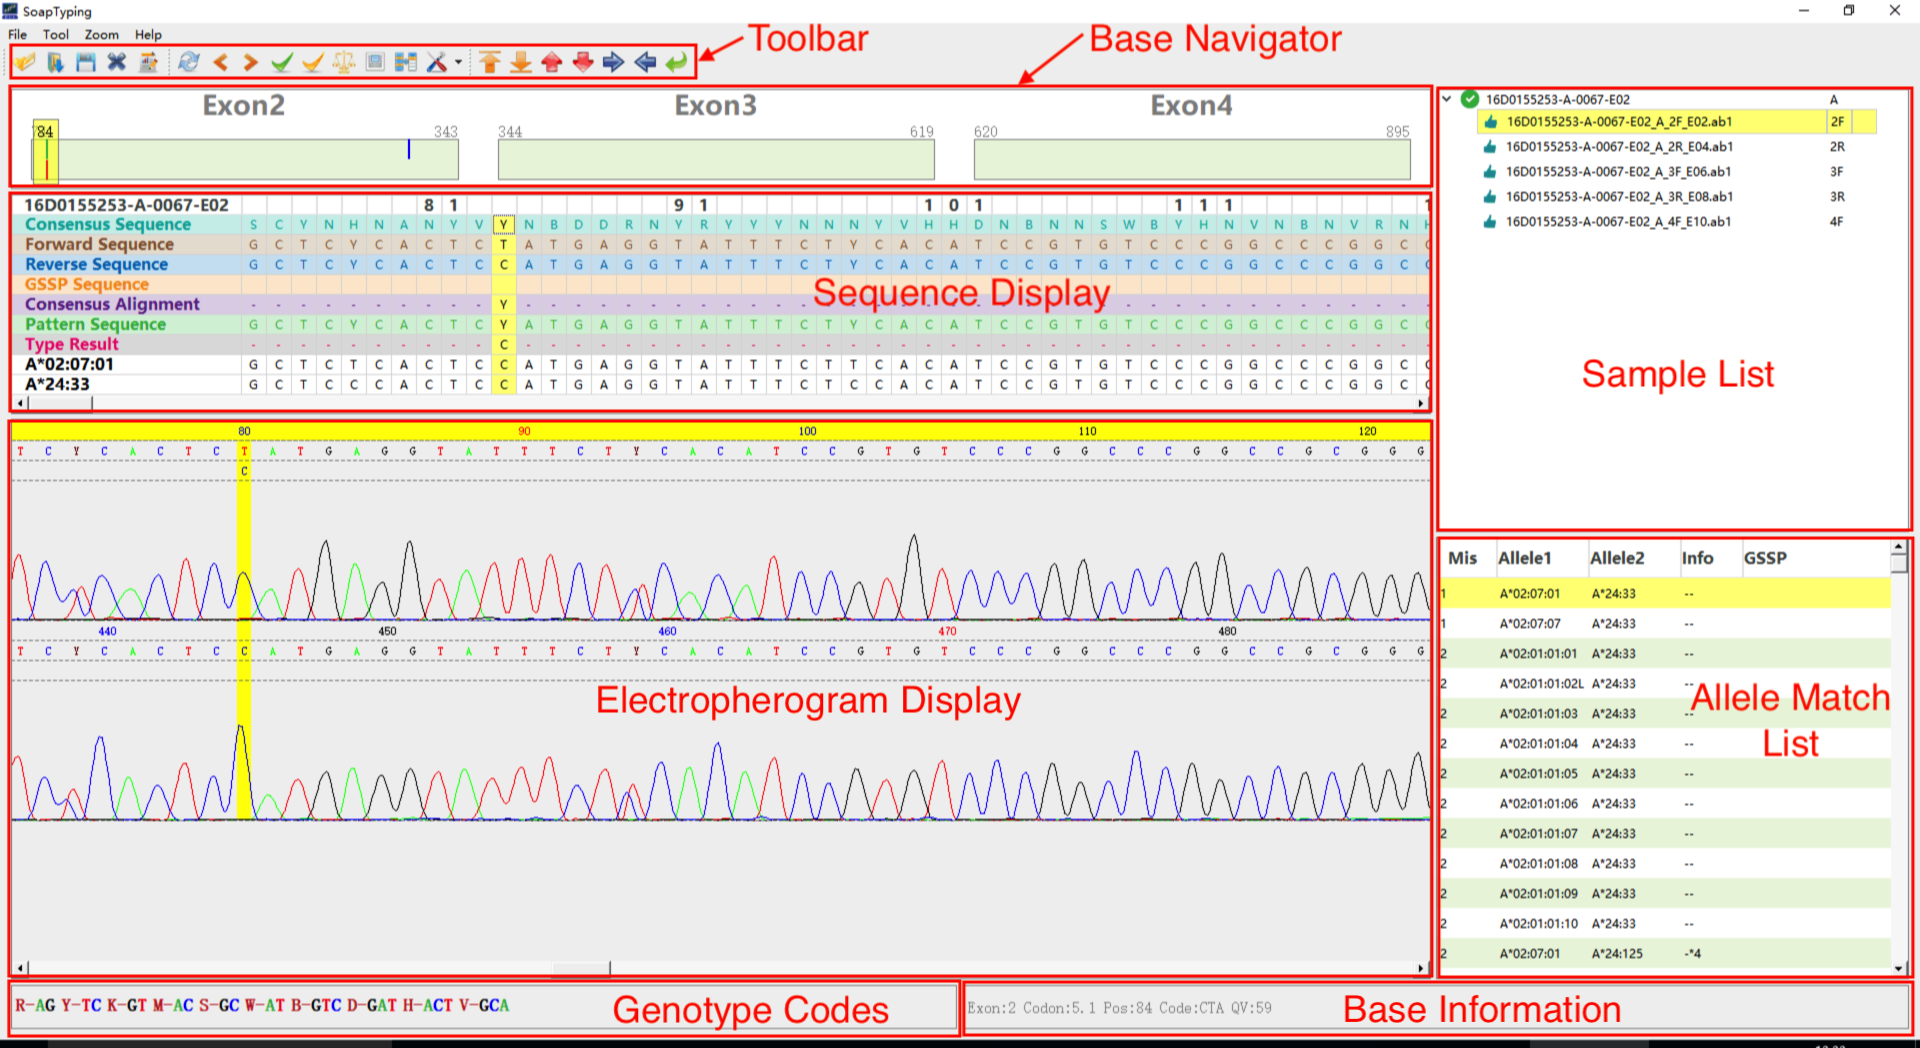 SoapTyping
File Tool Zoom Help
Toolbar
Base Navigator
Exon2 Exon3 Exon4
84 343 344 619 620 895
16D0155253-A-0067-E02 81 91 101 111
Consensus Sequence S C Y N H N A N Y V Y N B D D R N Y R Y Y Y N N N Y V H H D N B N N S W B Y H N V N B N V R N
Forward Sequence G C T C Y C A C T C T A T G A G G T A T T T C T Y C A C A T C C G T G T C C C G G C C C G G C
Reverse Sequence G C T C Y C A C T C C A T G A G G T A T T T C T Y C A C A T C C G T G T C C C G G C C C G G C
GSSP Sequence
Sequence Display
Consensus Alignment - - - - - - - - - - Y
Pattern Sequence G C T C Y C A C T C Y A T G A G G T A T T T C T Y C A C A T C C G T G T C C C G G C C C G G C
Type Result - - - - - - - - - - C
A*02:07:01 G C T C T C A C T C C A T G A G G T A T T T C T T C A C A T C C G T G T C C C G G C C C G G C
A*24:33 G C T C C C A C T C C A T G A G G T A T T T C T C C A C A T C C G T G T C C C G G C C C G G C
80 90 100 110 120
T C Y C A C T C T A T G A G G T A T T T C T Y C A C A T C C G T G T C C C G G C C C G G C C G C G G G
C
440 450 460 470 480
T C Y C A C T C C A T G A G G T A T T T C T Y C A C A T C C G T G T C C C G G C C C G G C C G C G G G
Electropherogram Display
16D0155253-A-0067-E02 A
16D0155253-A-0067-E02_A_2F_E02.ab1 2F
16D0155253-A-0067-E02_A_2R_E04.ab1 2R
16D0155253-A-0067-E02_A_3F_E06.ab1 3F
16D0155253-A-0067-E02_A_3R_E08.ab1 3R
16D0155253-A-0067-E02_A_4F_E10.ab1 4F
Sample List
Mis Allele1 Allele2 Info GSSP
1 A*02:07:01 A*24:33 --
1 A*02:07:07 A*24:33 --
2 A*02:01:01:01 A*24:33 --
2 A*02:01:01:02L A*24:33 --
2 A*02:01:01:03 A*24:33 --
2 A*02:01:01:04 A*24:33 --
2 A*02:01:01:05 A*24:33 --
2 A*02:01:01:06 A*24:33 --
2 A*02:01:01:07 A*24:33 --
2 A*02:01:01:08 A*24:33 --
2 A*02:01:01:09 A*24:33 --
2 A*02:01:01:10 A*24:33 --
2 A*02:07:01 A*24:125 -*4
Allele Match
List
R-AG Y-TC K-GT M-AC S-GC W-AT B-GTC D-GAT H-ACT V-GCA
Genotype Codes
Exon:2 Codon:5.1 Pos:84 Code:CTA QV:59
Base Information